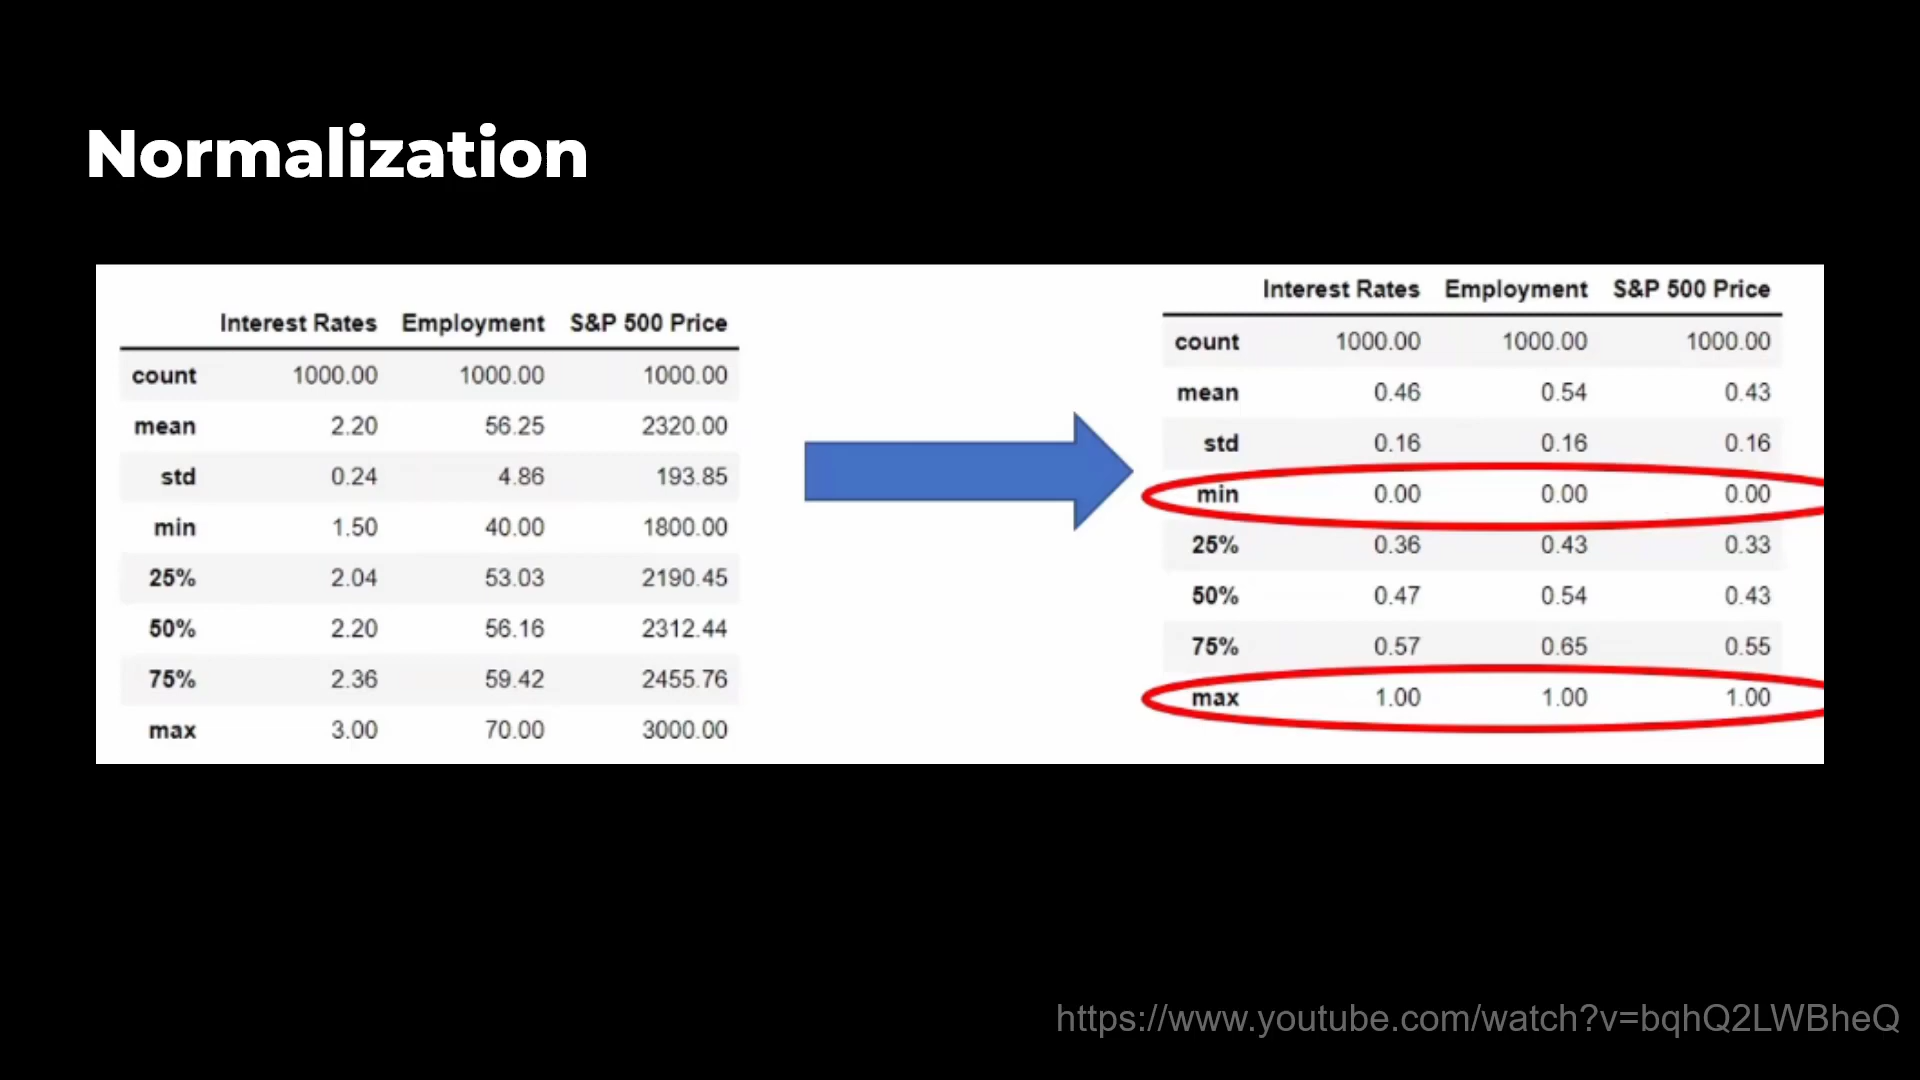 Normalization
Interest Rates Employment S&P 500 Price
count 1000.00 1000.00 1000.00
mean 2.20 56.25 2320.00
std 0.24 4.86 193.85
min 1.50 40.00 1800.00
25% 2.04 53.03 2190.45
50% 2.20 56.16 2312.44
75% 2.36 59.42 2455.76
max 3.00 70.00 3000.00
Interest Rates Employment S&P 500 Price
count 1000.00 1000.00 1000.00
mean 0.46 0.54 0.43
std 0.16 0.16 0.16
min 0.00 0.00 0.00
25% 0.36 0.43 0.33
50% 0.47 0.54 0.43
75% 0.57 0.65 0.55
max 1.00 1.00 1.00
https://www.youtube.com/watch?v=bqhQ2LWBheQ